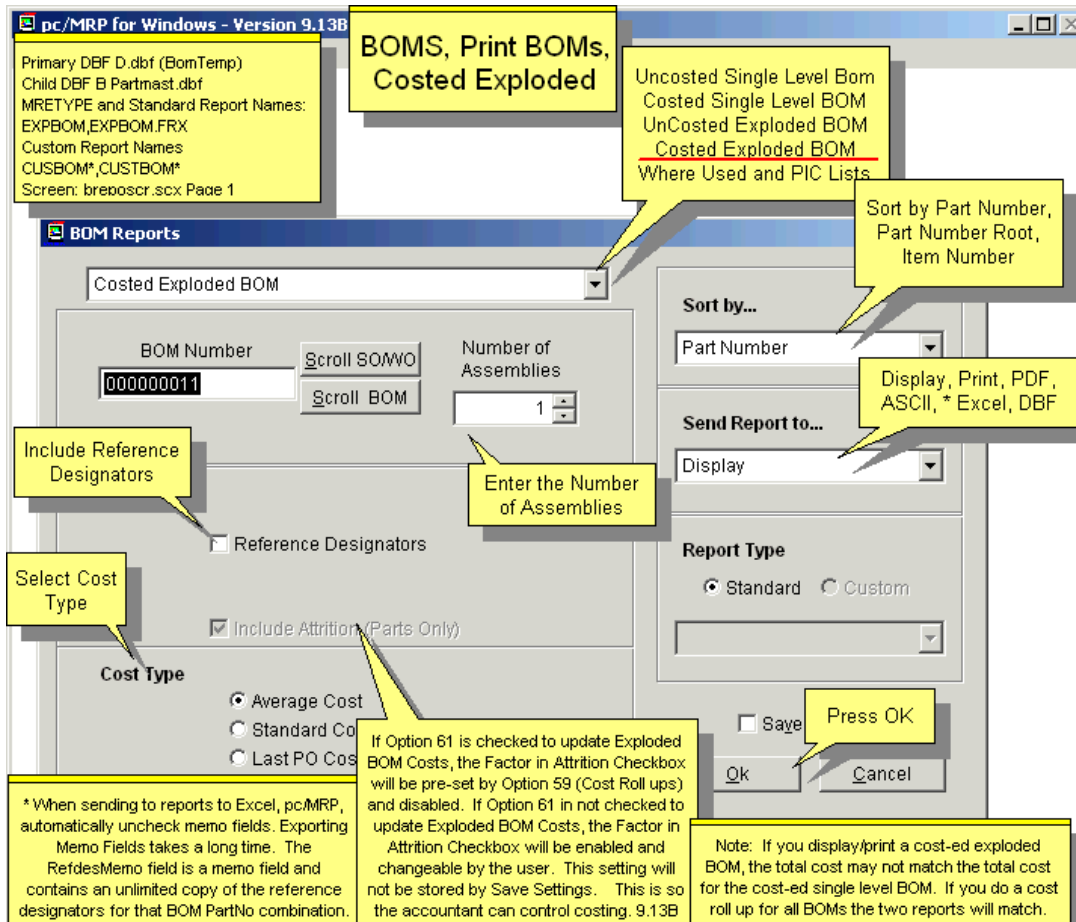 pc/MRP for Windows - Version 9.13B
Primary DBF D.dbf (BomTemp)
Child DBF B Partmast.dbf
MRETYPE and Standard Report Names:
EXPBOM,EXPBOM.FRX
Custom Report Names
CUSBOM*,CUSTBOM*
Screen: breposcr.scx Page 1
BOMS, Print BOMs,
Costed Exploded
Uncosted Single Level Bom
Costed Single Level BOM
UnCosted Exploded BOM
Costed Exploded BOM
Where Used and PIC Lists
Sort by Part Number,
Part Number Root,
Item Number
BOM Reports
Costed Exploded BOM
Sort by...
Part Number
BOM Number
000000011
Scroll SO/WO
Scroll BOM
Number of
Assemblies
1
Display, Print, PDF,
ASCII, * Excel, DBF
Send Report to...
Display
Include Reference
Designators
Enter the Number
of Assemblies
Reference Designators
Report Type
Standard
Custom
Select Cost
Type
Include Attrition (Parts Only)
Cost Type
Average Cost
Standard Co
Last PO Cos
Save
Press OK
Ok
Cancel
If Option 61 is checked to update Exploded
BOM Costs, the Factor in Attrition Checkbox
will be pre-set by Option 59 (Cost Roll ups)
and disabled. If Option 61 in not checked to
update Exploded BOM Costs, the Factor in
Attrition Checkbox will be enabled and
changeable by the user. This setting will
not be stored by Save Settings. This is so
the accountant can control costing. 9.13B
* When sending to reports to Excel, pc/MRP,
automatically uncheck memo fields. Exporting
Memo Fields takes a long time. The
RefdesMemo field is a memo field and
contains an unlimited copy of the reference
designators for that BOM PartNo combination.
Note: If you display/print a cost-ed exploded
BOM, the total cost may not match the total cost
for the cost-ed single level BOM. If you do a cost
roll up for all BOMs the two reports will match.